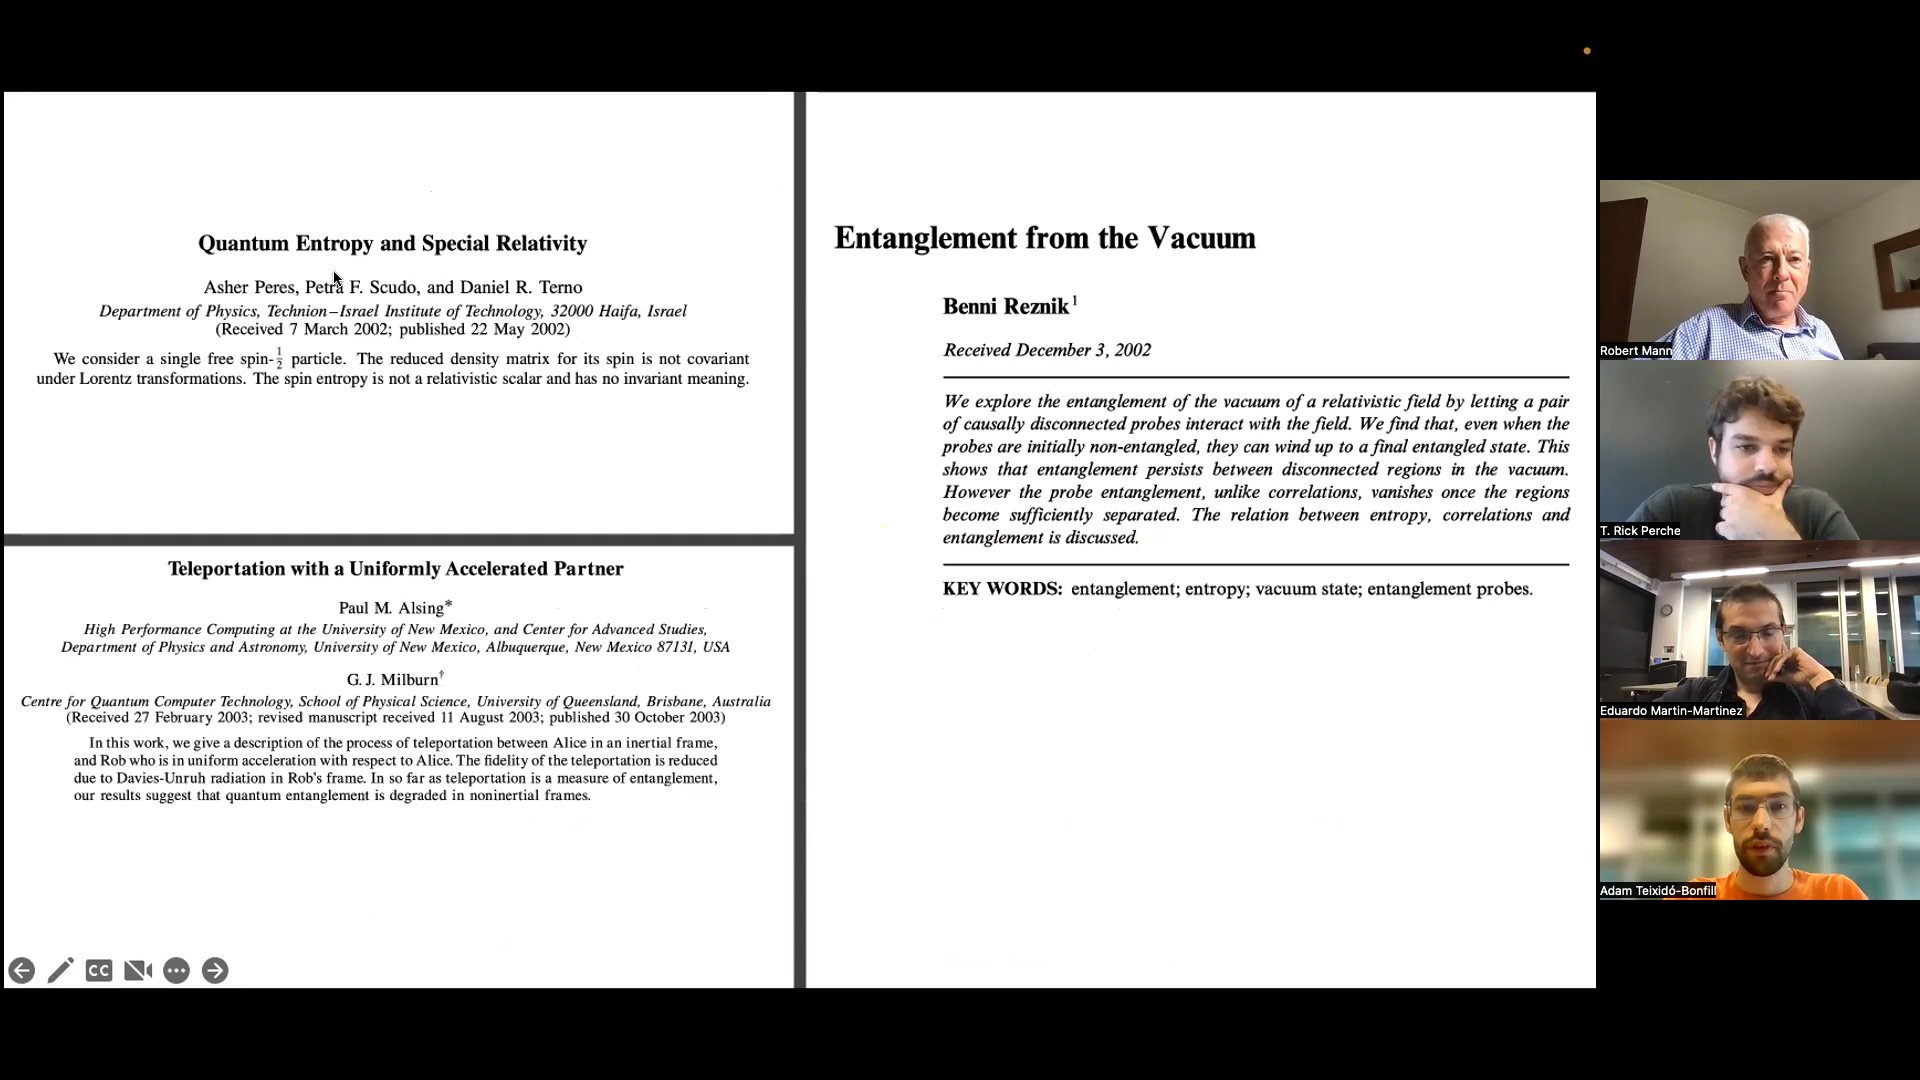 Quantum Entropy and Special Relativity
Asher Peres, Petra F. Scudo, and Daniel R. Terno
Department of Physics, Technion–Israel Institute of Technology, 32000 Haifa, Israel
(Received 7 March 2002; published 22 May 2002)
We consider a single free spin-½ particle. The reduced density matrix for its spin is not covariant
under Lorentz transformations. The spin entropy is not a relativistic scalar and has no invariant meaning.
Teleportation with a Uniformly Accelerated Partner
Paul M. Alsing*
High Performance Computing at the University of New Mexico, and Center for Advanced Studies,
Department of Physics and Astronomy, University of New Mexico, Albuquerque, New Mexico 87131, USA
G. J. Milburn†
Centre for Quantum Computer Technology, School of Physical Science, University of Queensland, Brisbane, Australia
(Received 27 February 2003; revised manuscript received 11 August 2003; published 30 October 2003)
In this work, we give a description of the process of teleportation between Alice in an inertial frame,
and Rob who is in uniform acceleration with respect to Alice. The fidelity of the teleportation is reduced
due to Davies-Unruh radiation in Rob's frame. In so far as teleportation is a measure of entanglement,
our results suggest that quantum entanglement is degraded in noninertial frames.
CC
Entanglement from the Vacuum
Benni Reznik¹
Received December 3, 2002
We explore the entanglement of the vacuum of a relativistic field by letting a pair
of causally disconnected probes interact with the field. We find that, even when the
probes are initially non-entangled, they can wind up to a final entangled state. This
shows that entanglement persists between disconnected regions in the vacuum.
However the probe entanglement, unlike correlations, vanishes once the regions
become sufficiently separated. The relation between entropy, correlations and
entanglement is discussed.
KEY WORDS: entanglement; entropy; vacuum state; entanglement probes.
Robert Mann
T. Rick Perche
Eduardo Martin-Martinez
Adam Teixidó-Bonfill